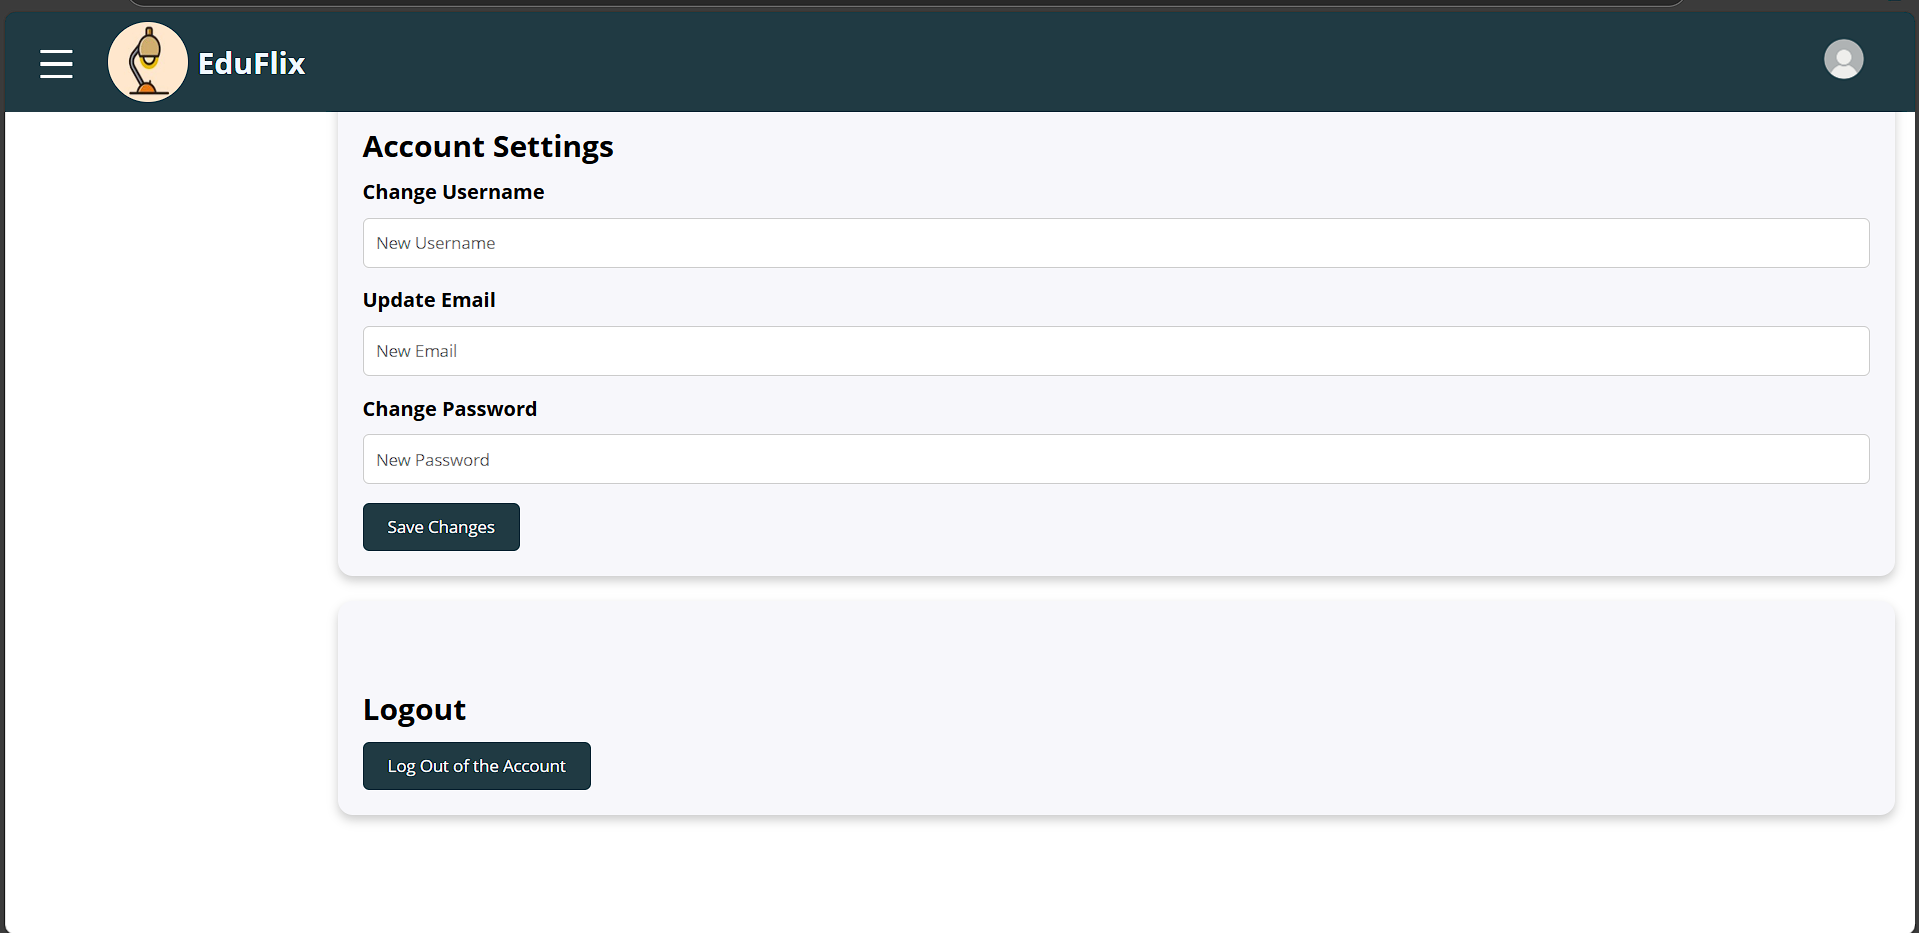 EduFlix
Account Settings
Change Username
New Username
Update Email
New Email
Change Password
New Password
Save Changes
Logout
Log Out of the Account